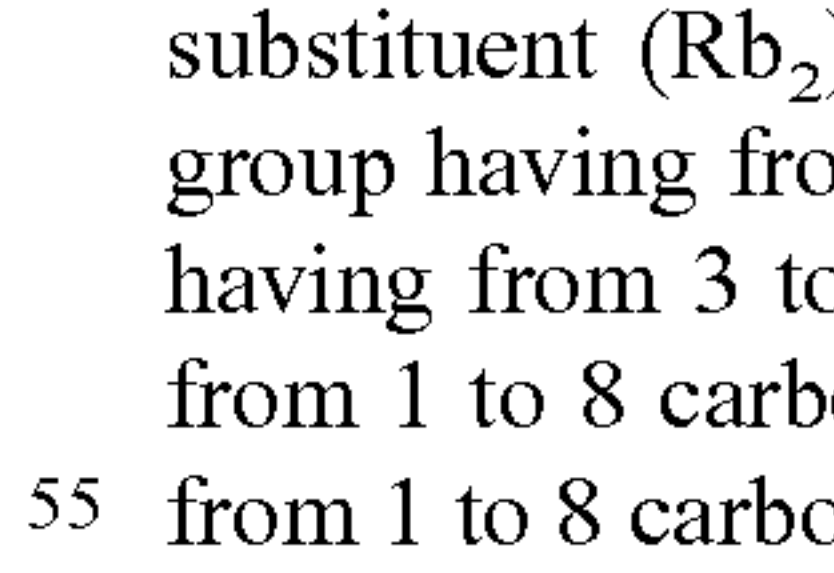 substituent (Rb₂)
group having fro
having from 3 to
from 1 to 8 carb
55 from 1 to 8 carbo